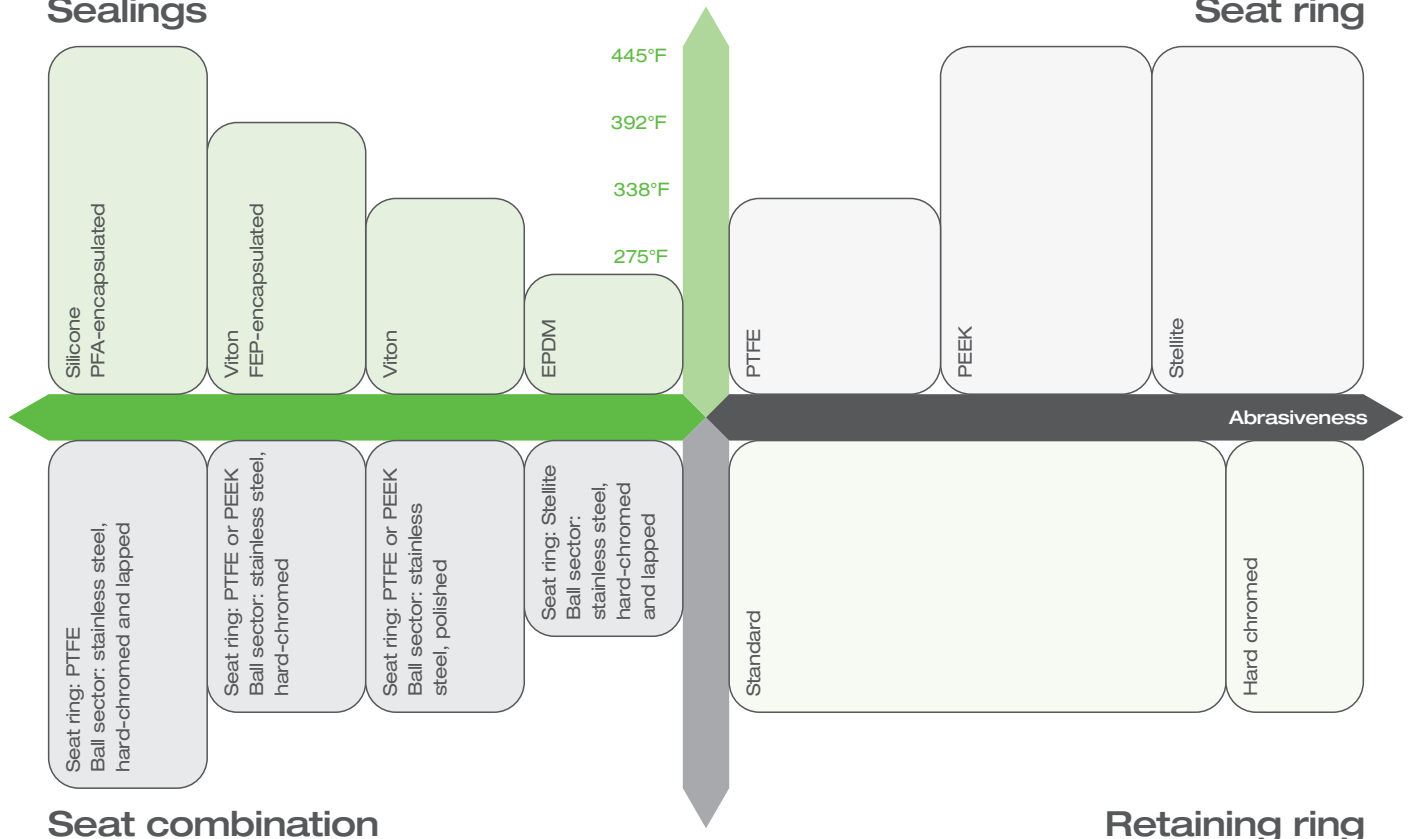 Sealings
Seat ring
445°F
392°F
338°F
275°F
Silicone
PFA-encapsulated
Viton
FEP-encapsulated
Viton
EPDM
PTFE
PEEK
Stellite
Abrasiveness
Seat ring: PTFE
Ball sector: stainless steel,
hard-chromed and lapped
Seat ring: PTFE or PEEK
Ball sector: stainless steel,
hard-chromed
Seat ring: PTFE or PEEK
Ball sector: stainless
steel, polished
Seat ring: Stellite
Ball sector:
stainless steel,
hard-chromed
and lapped
Standard
Hard chromed
Seat combination
Retaining ring